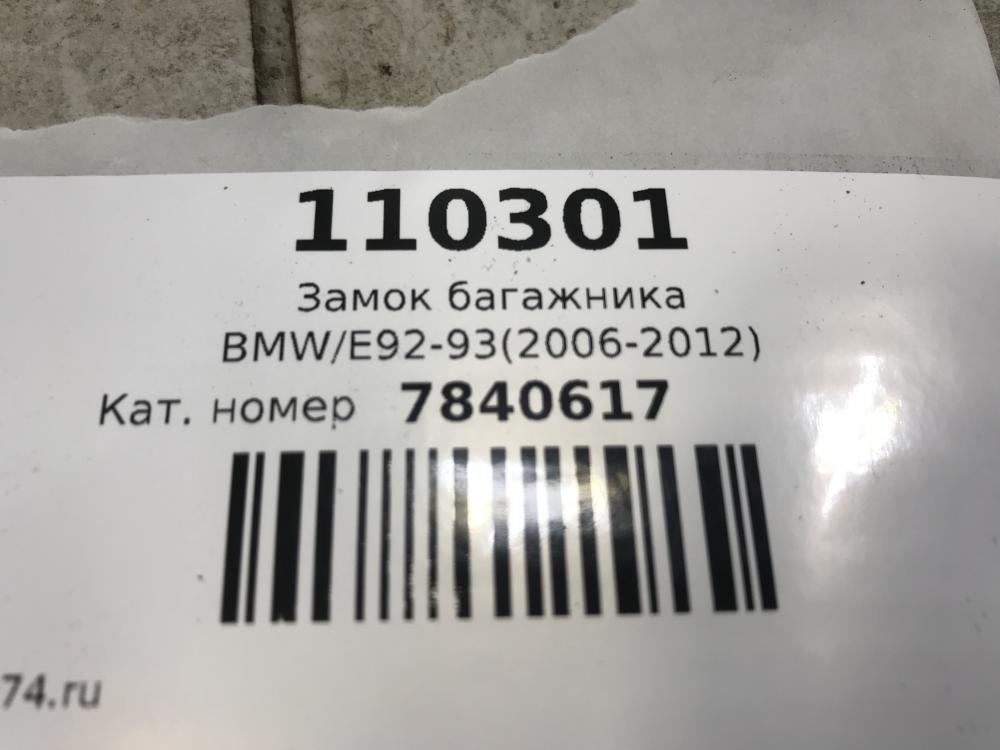 110301
Замок багажника
BMW/E92-93(2006-2012)
Кат. номер 7840617
74.ru